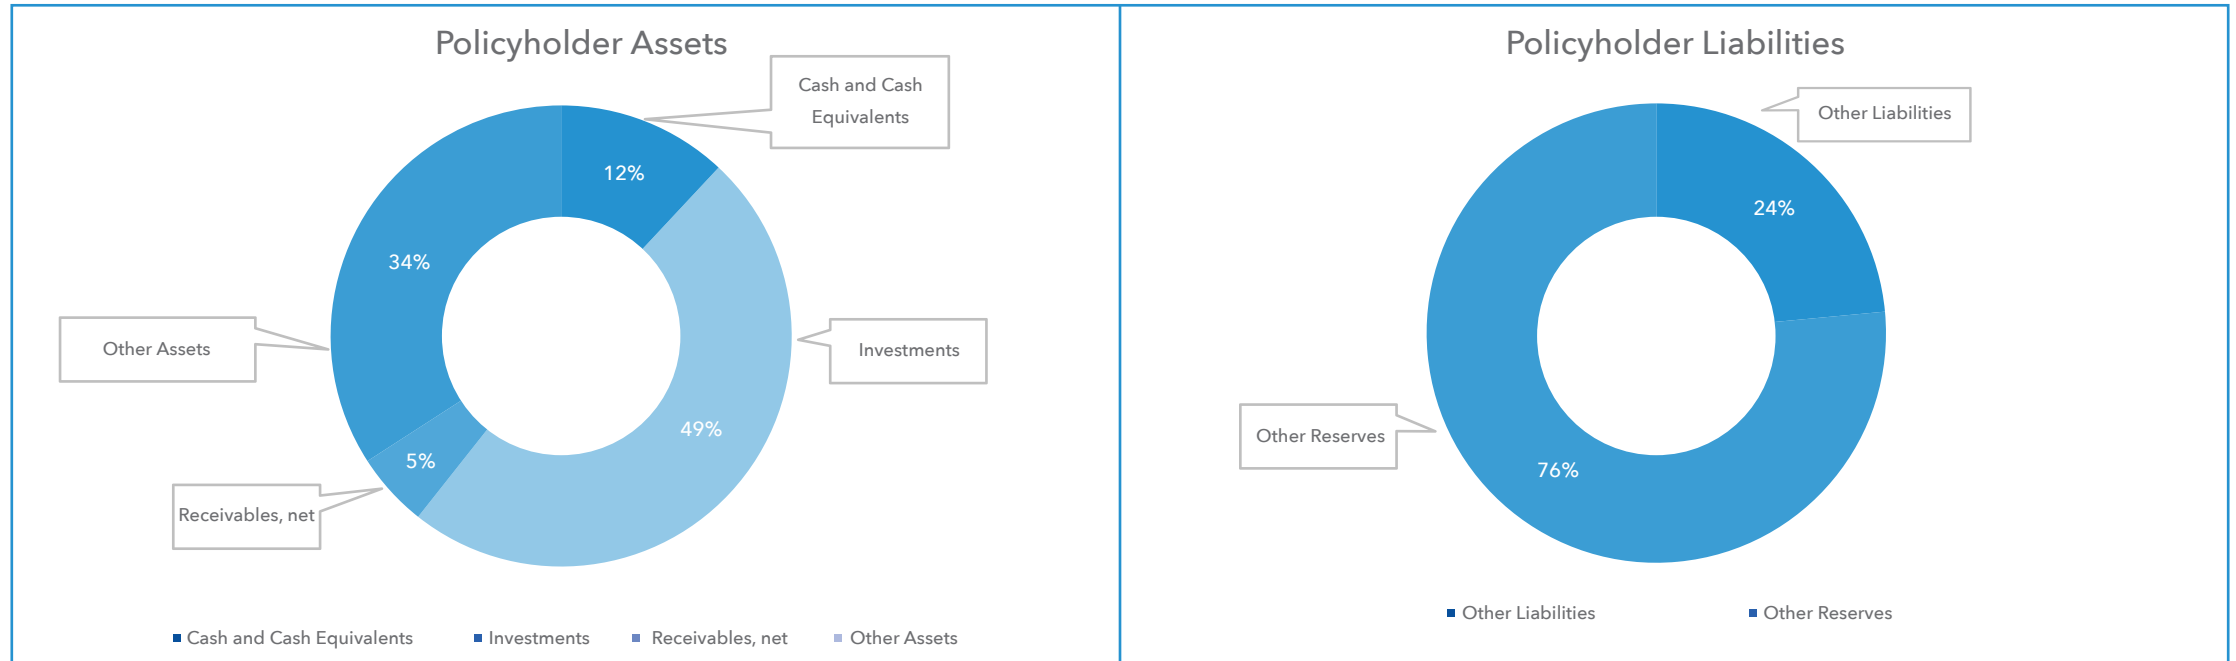 Policyholder Assets
Cash and Cash
Equivalents
12%
34%
Other Assets
Investments
49%
5%
Receivables, net
Cash and Cash Equivalents
Investments
Receivables, net
Other Assets
Policyholder Liabilities
Other Liabilities
24%
Other Reserves
76%
Other Liabilities
Other Reserves